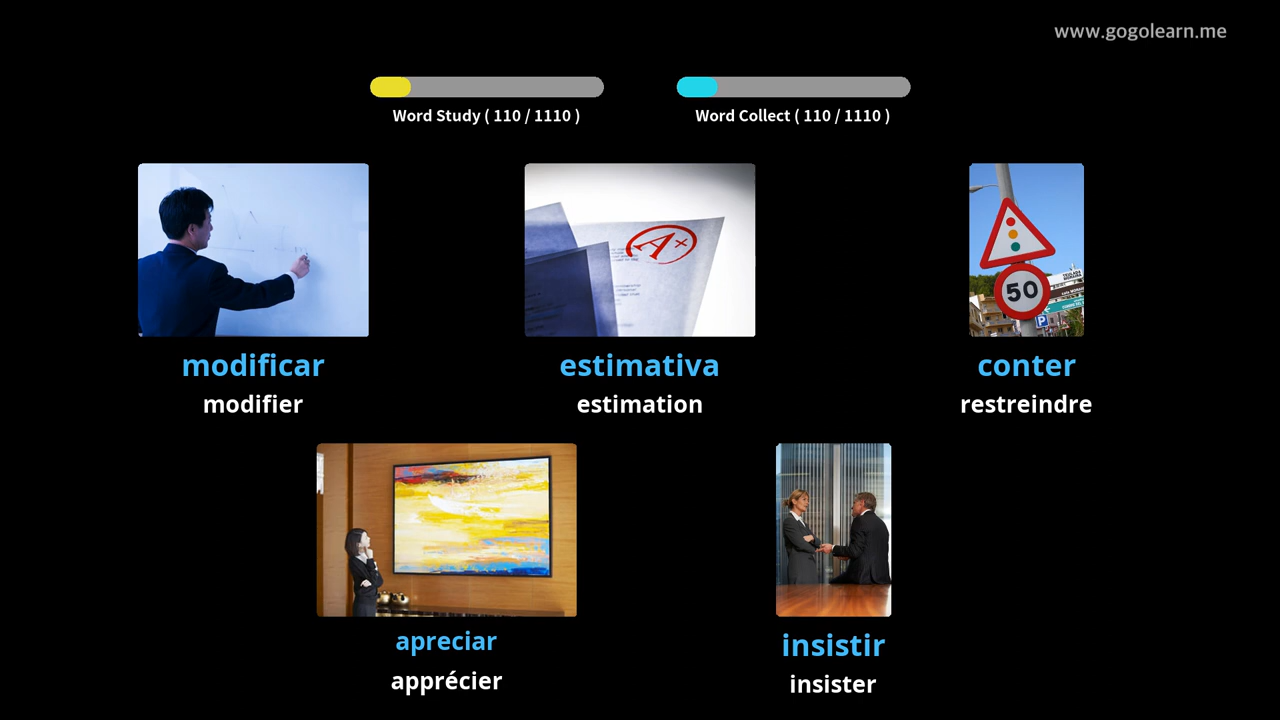 www.gogolearn.me
Word Study ( 110 / 1110 )
Word Collect ( 110 / 1110 )
A+
50
P
modificar
modifier
estimativa
estimation
conter
restreindre
apreciar
apprécier
insistir
insister